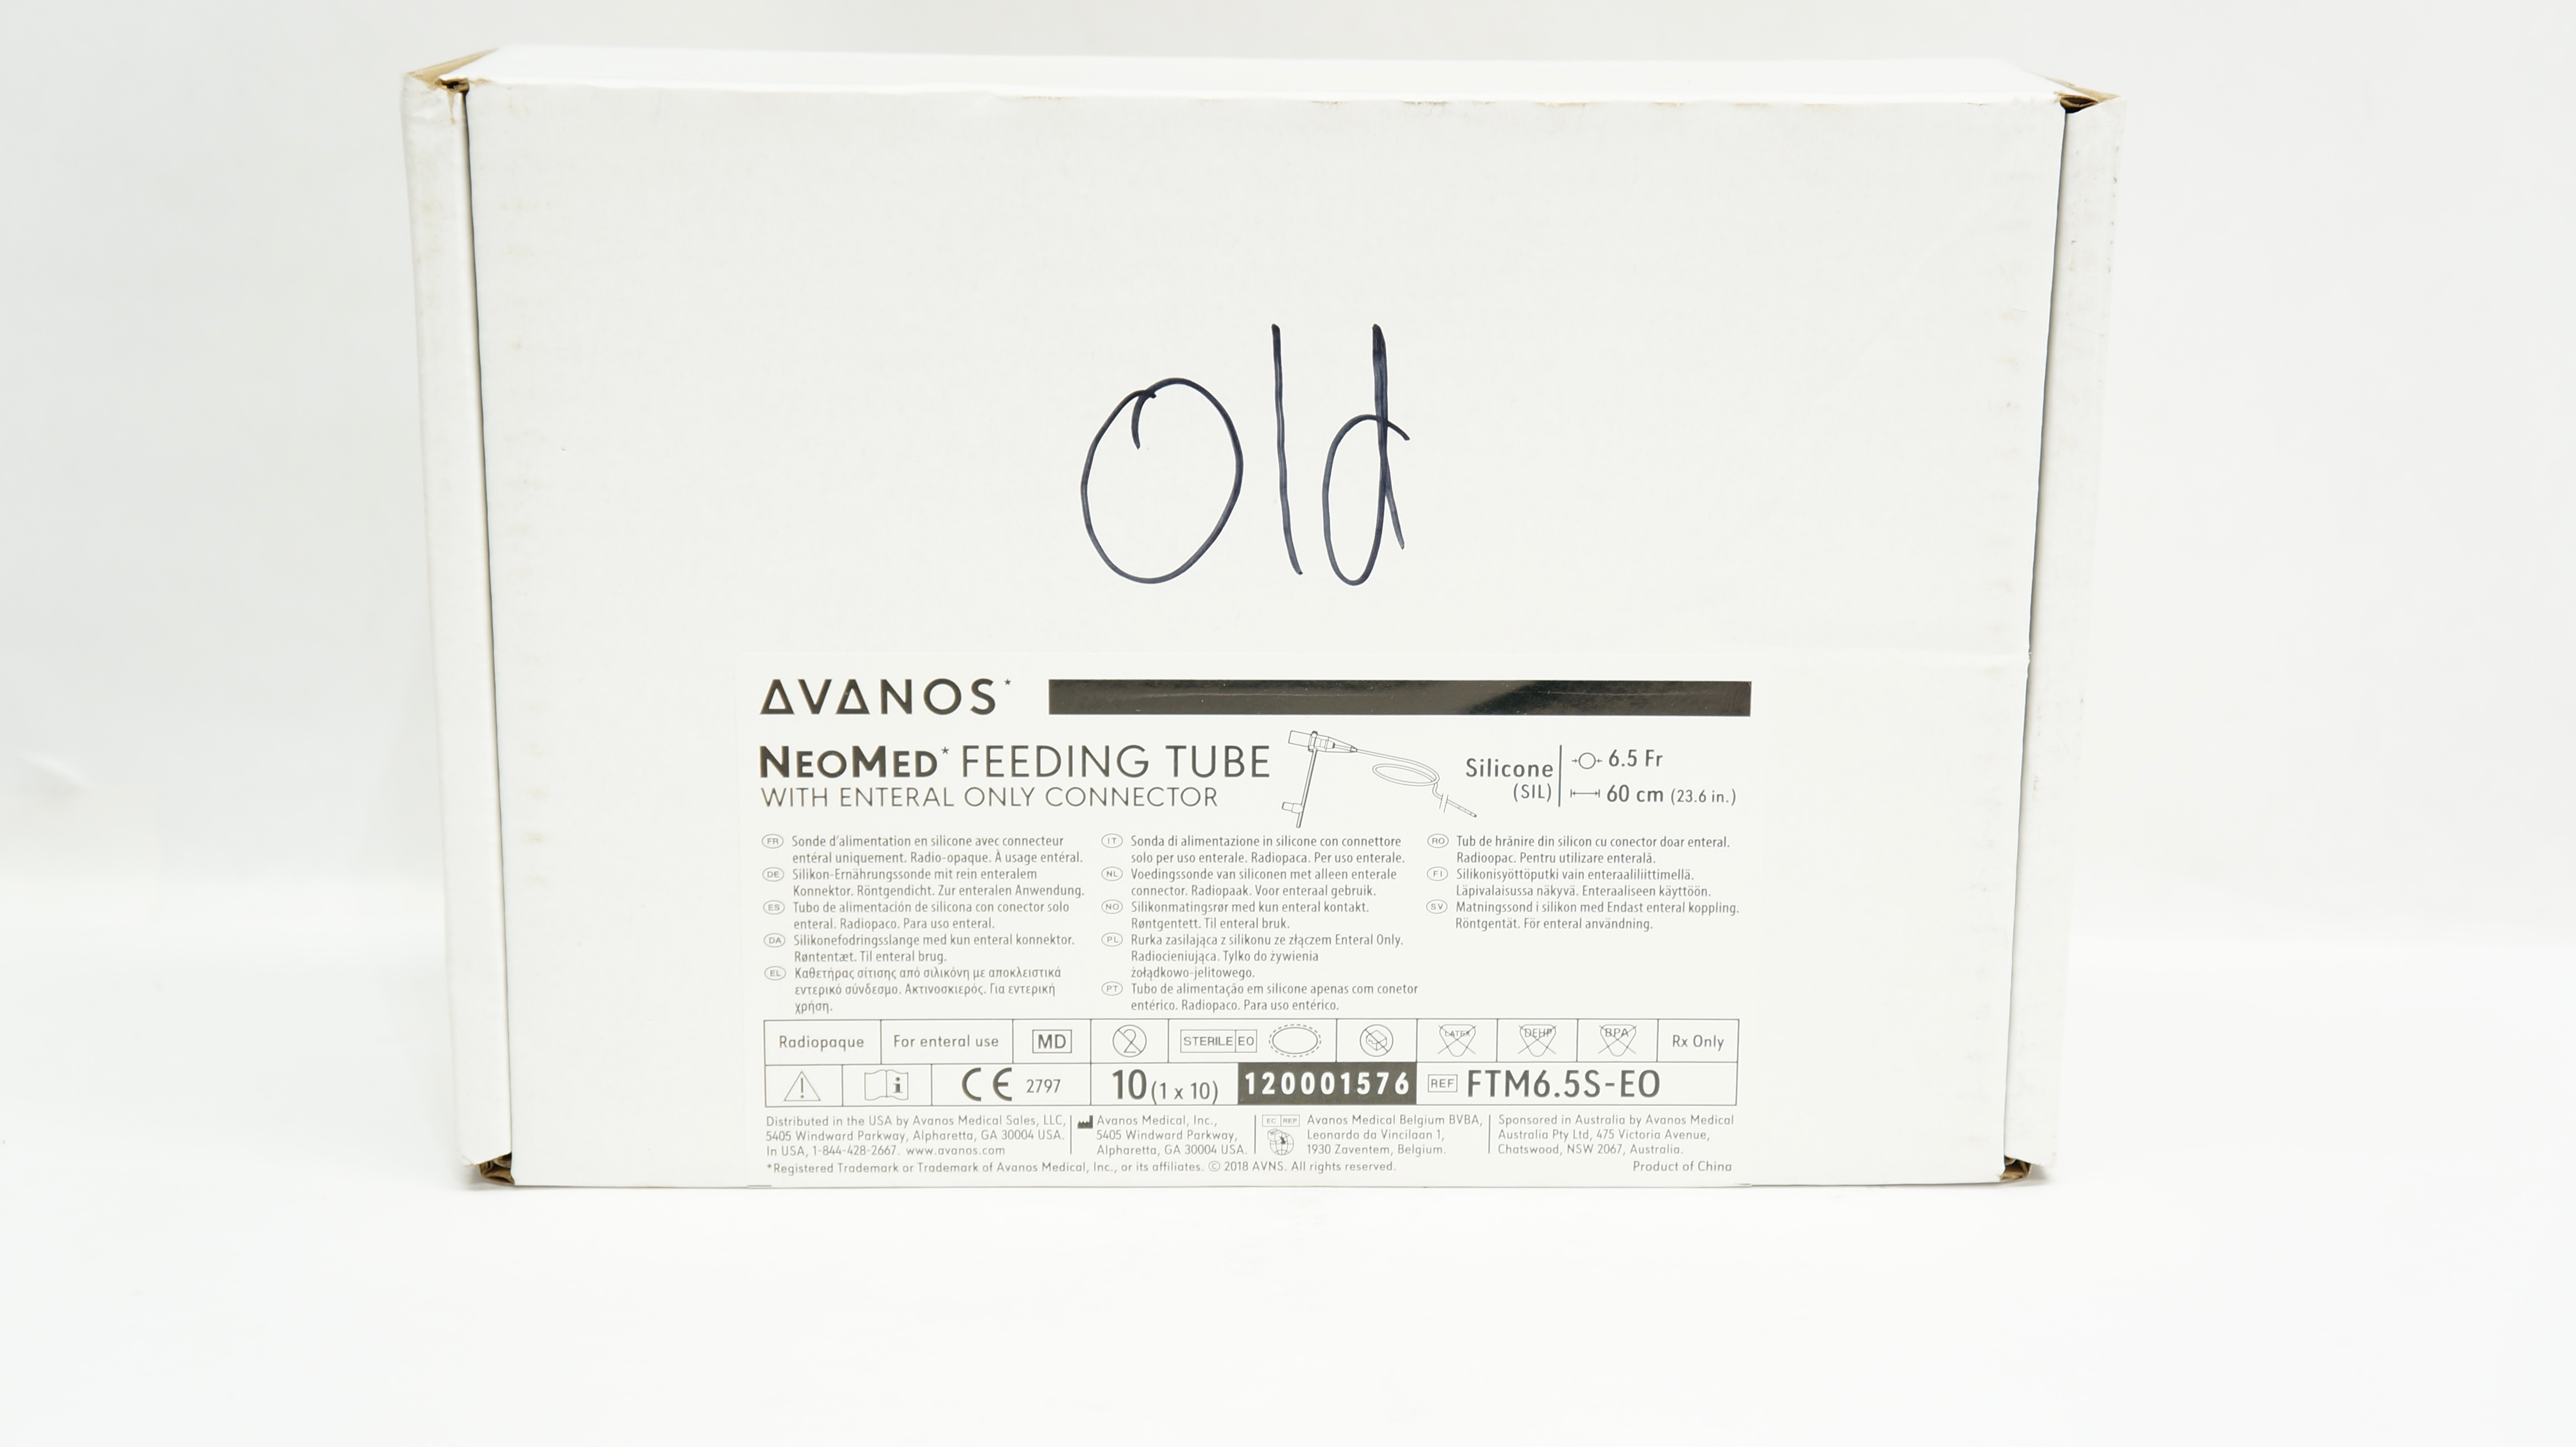 Old
AVANOS*
NEOMED* FEEDING TUBE
WITH ENTERAL ONLY CONNECTOR
Silicone
(SIL)
6.5 Fr
60 cm (23.6 in.)
FR Sonde d'alimentation en silicone avec connecteur
entéral uniquement. Radio-opaque. À usage entéral.
DE Silikon-Ernährungssonde mit rein enteralem
Konnektor. Röntgendicht. Zur enteralen Anwendung.
ES Tubo de alimentación de silicona con conector solo
enteral. Radiopaco. Para uso enteral.
DA Silikonefodringsslange med kun enteral konnektor.
Røntentæt. Til enteral brug.
EL Καθετήρας σίτισης από σιλικόνη με αποκλειστικά
εντερικό σύνδεσμο. Ακτινοσκιερός. Για εντερική
χρήση.
IT Sonda di alimentazione in silicone con connettore
solo per uso enterale. Radiopaca. Per uso enterale.
NL Voedingssonde van siliconen met alleen enterale
connector. Radiopaak. Voor enteraal gebruik.
NO Silikonmatingsrør med kun enteral kontakt.
Røntgentett. Til enteral bruk.
PL Rurka zasilająca z silikonu ze złączem Enteral Only.
Radiocieniująca. Tylko do żywienia
żołądkowo-jelitowego.
PT Tubo de alimentação em silicone apenas com conetor
entérico. Radiopaco. Para uso entérico.
RO Tub de hrănire din silicon cu conector doar enteral.
Radioopac. Pentru utilizare enterală.
FI Silikonisyöttöputki vain enteraaliliittimellä.
Läpivalaisussa näkyvä. Enteraaliseen käyttöön.
SV Matningssond i silikon med Endast enteral koppling.
Röntgentät. För enteral användning.
Radiopaque For enteral use MD 2 STERILE EO LATEX DEHP BPA Rx Only
i CE 2797 10 (1 x 10) 120001576 REF FTM6.5S-EO
Distributed in the USA by Avanos Medical Sales, LLC,
5405 Windward Parkway, Alpharetta, GA 30004 USA.
In USA, 1-844-428-2667. www.avanos.com
Avanos Medical, Inc.,
5405 Windward Parkway,
Alpharetta, GA 30004 USA.
EC REP Avanos Medical Belgium BVBA,
Leonardo da Vincilaan 1,
1930 Zaventem, Belgium.
Sponsored in Australia by Avanos Medical
Australia Pty Ltd, 475 Victoria Avenue,
Chatswood, NSW 2067, Australia.
*Registered Trademark or Trademark of Avanos Medical, Inc., or its affiliates. © 2018 AVNS. All rights reserved.
Product of China